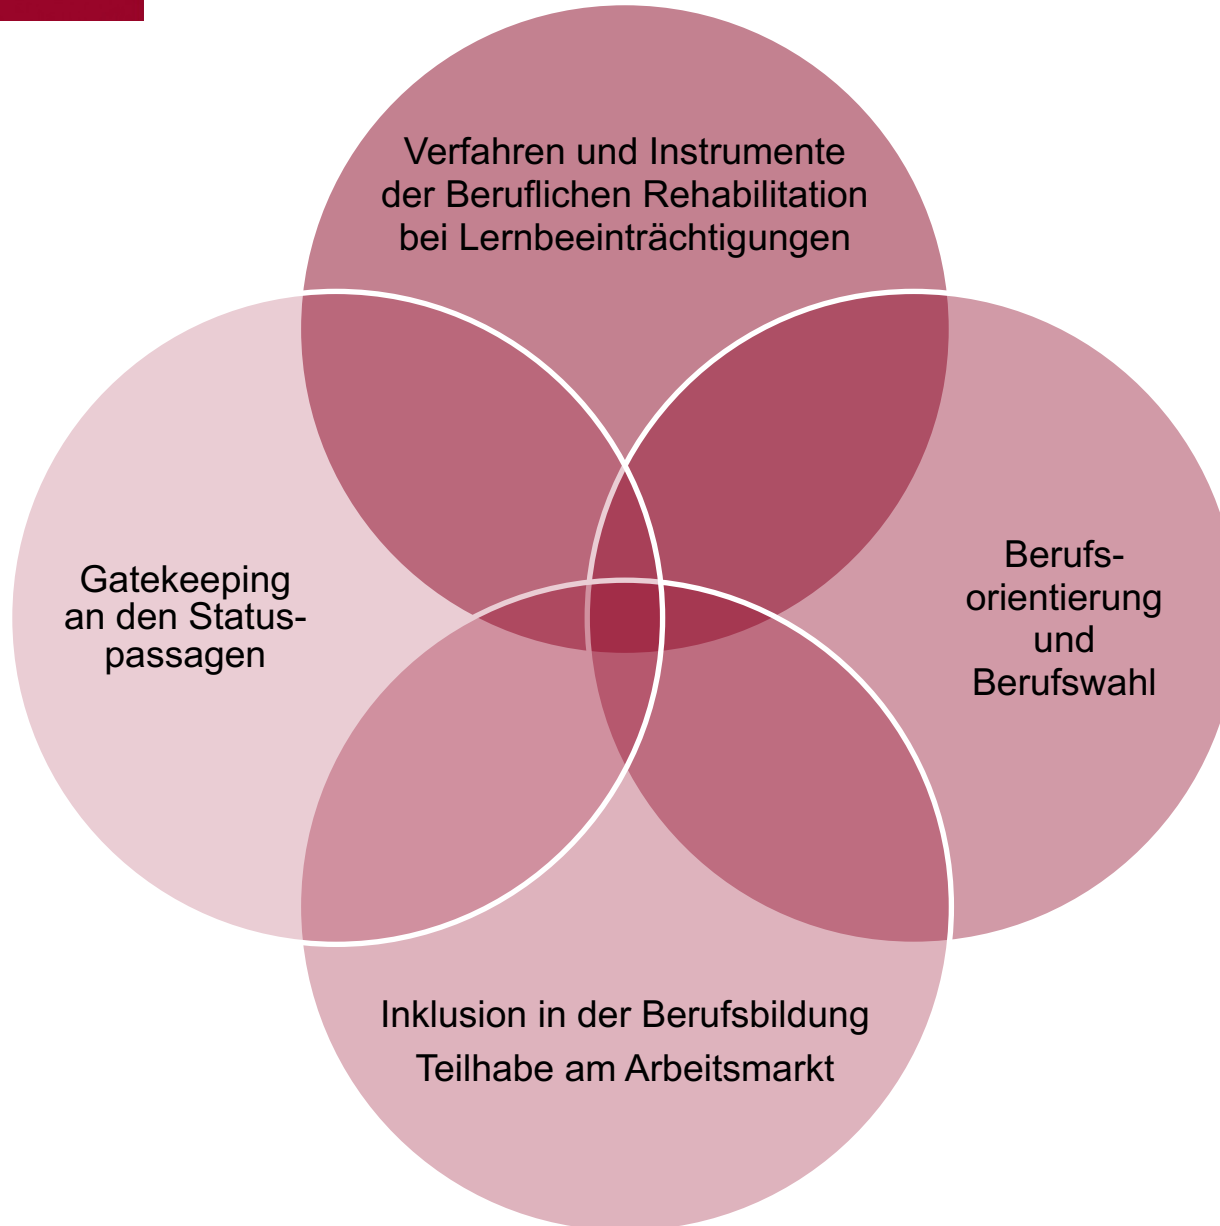 Verfahren und Instrumente
der Beruflichen Rehabilitation
bei Lernbeeinträchtigungen
Gatekeeping
an den Status-
passagen
Berufs-
orientierung
und
Berufswahl
Inklusion in der Berufsbildung
Teilhabe am Arbeitsmarkt